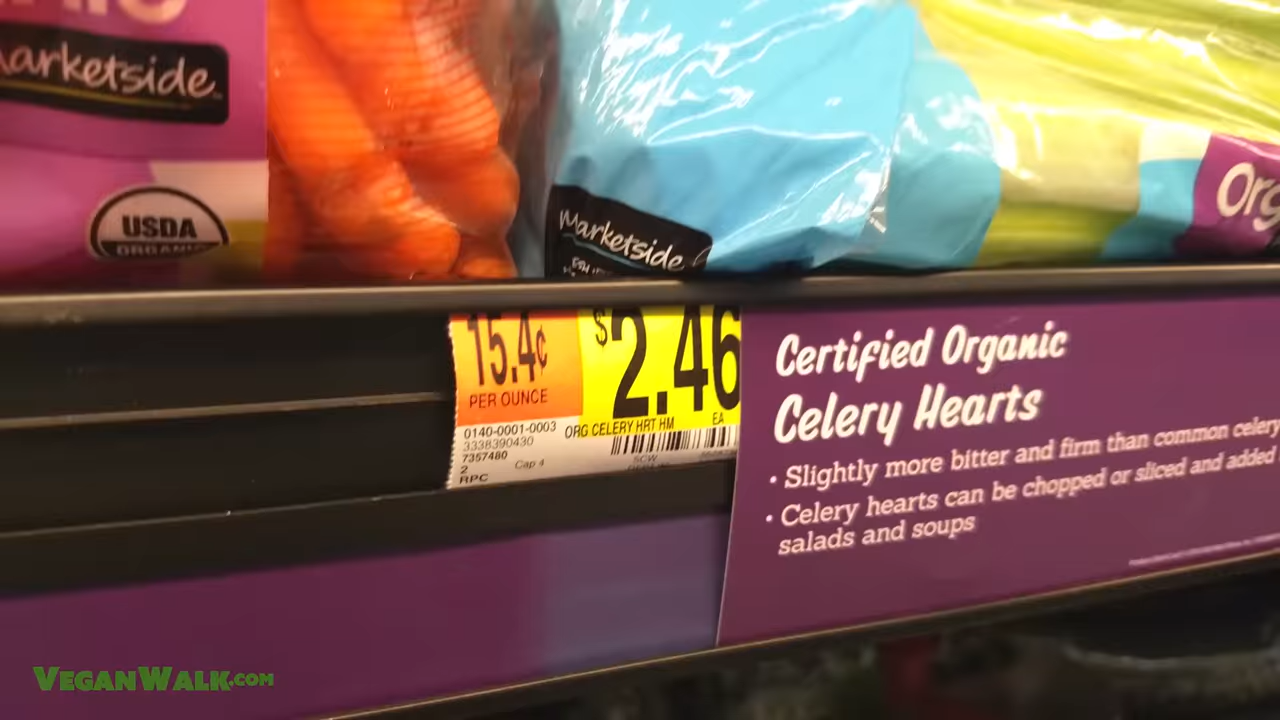 Marketside
USDA
ORGANIC
Marketside
Org
15.4¢
PER OUNCE
$2.46
EA
ORG CELERY HRT HM
0140-0001-0003
3338390430
7357480
2
RPC
Cap 4
Certified Organic
Celery Hearts
• Slightly more bitter and firm than common celery
• Celery hearts can be chopped or sliced and added
salads and soups
VEGANWALK.COM